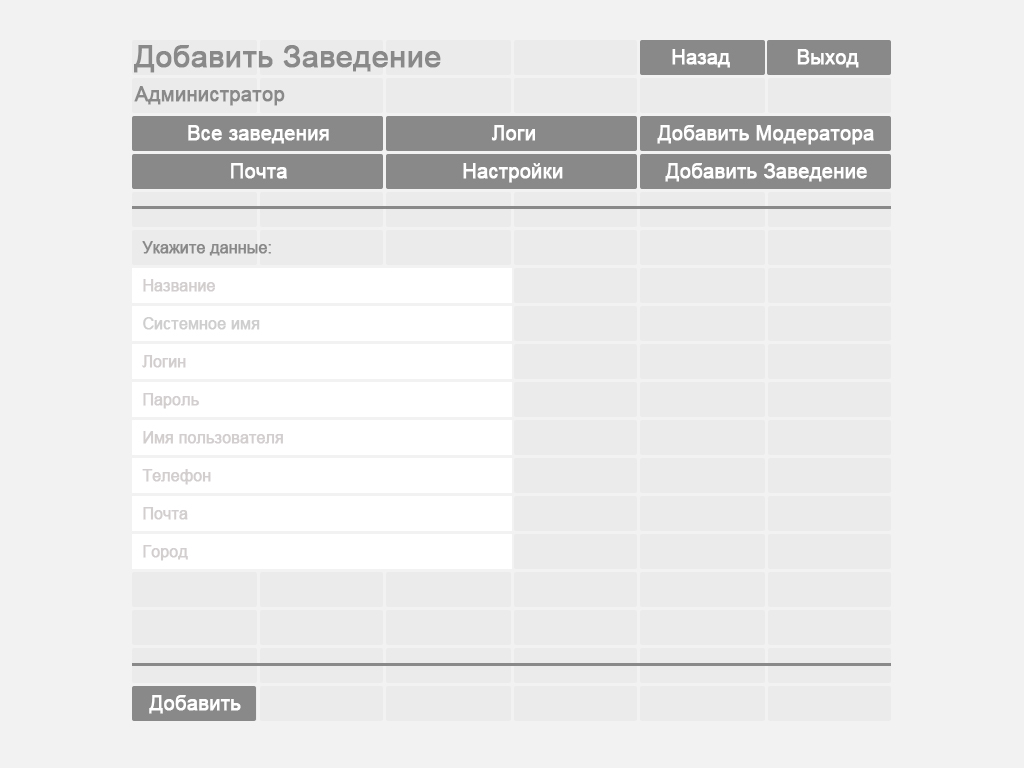 Добавить Заведение
Назад
Выход
Администратор
Все заведения
Логи
Добавить Модератора
Почта
Настройки
Добавить Заведение
Укажите данные:
Название
Системное имя
Логин
Пароль
Имя пользователя
Телефон
Почта
Город
Добавить